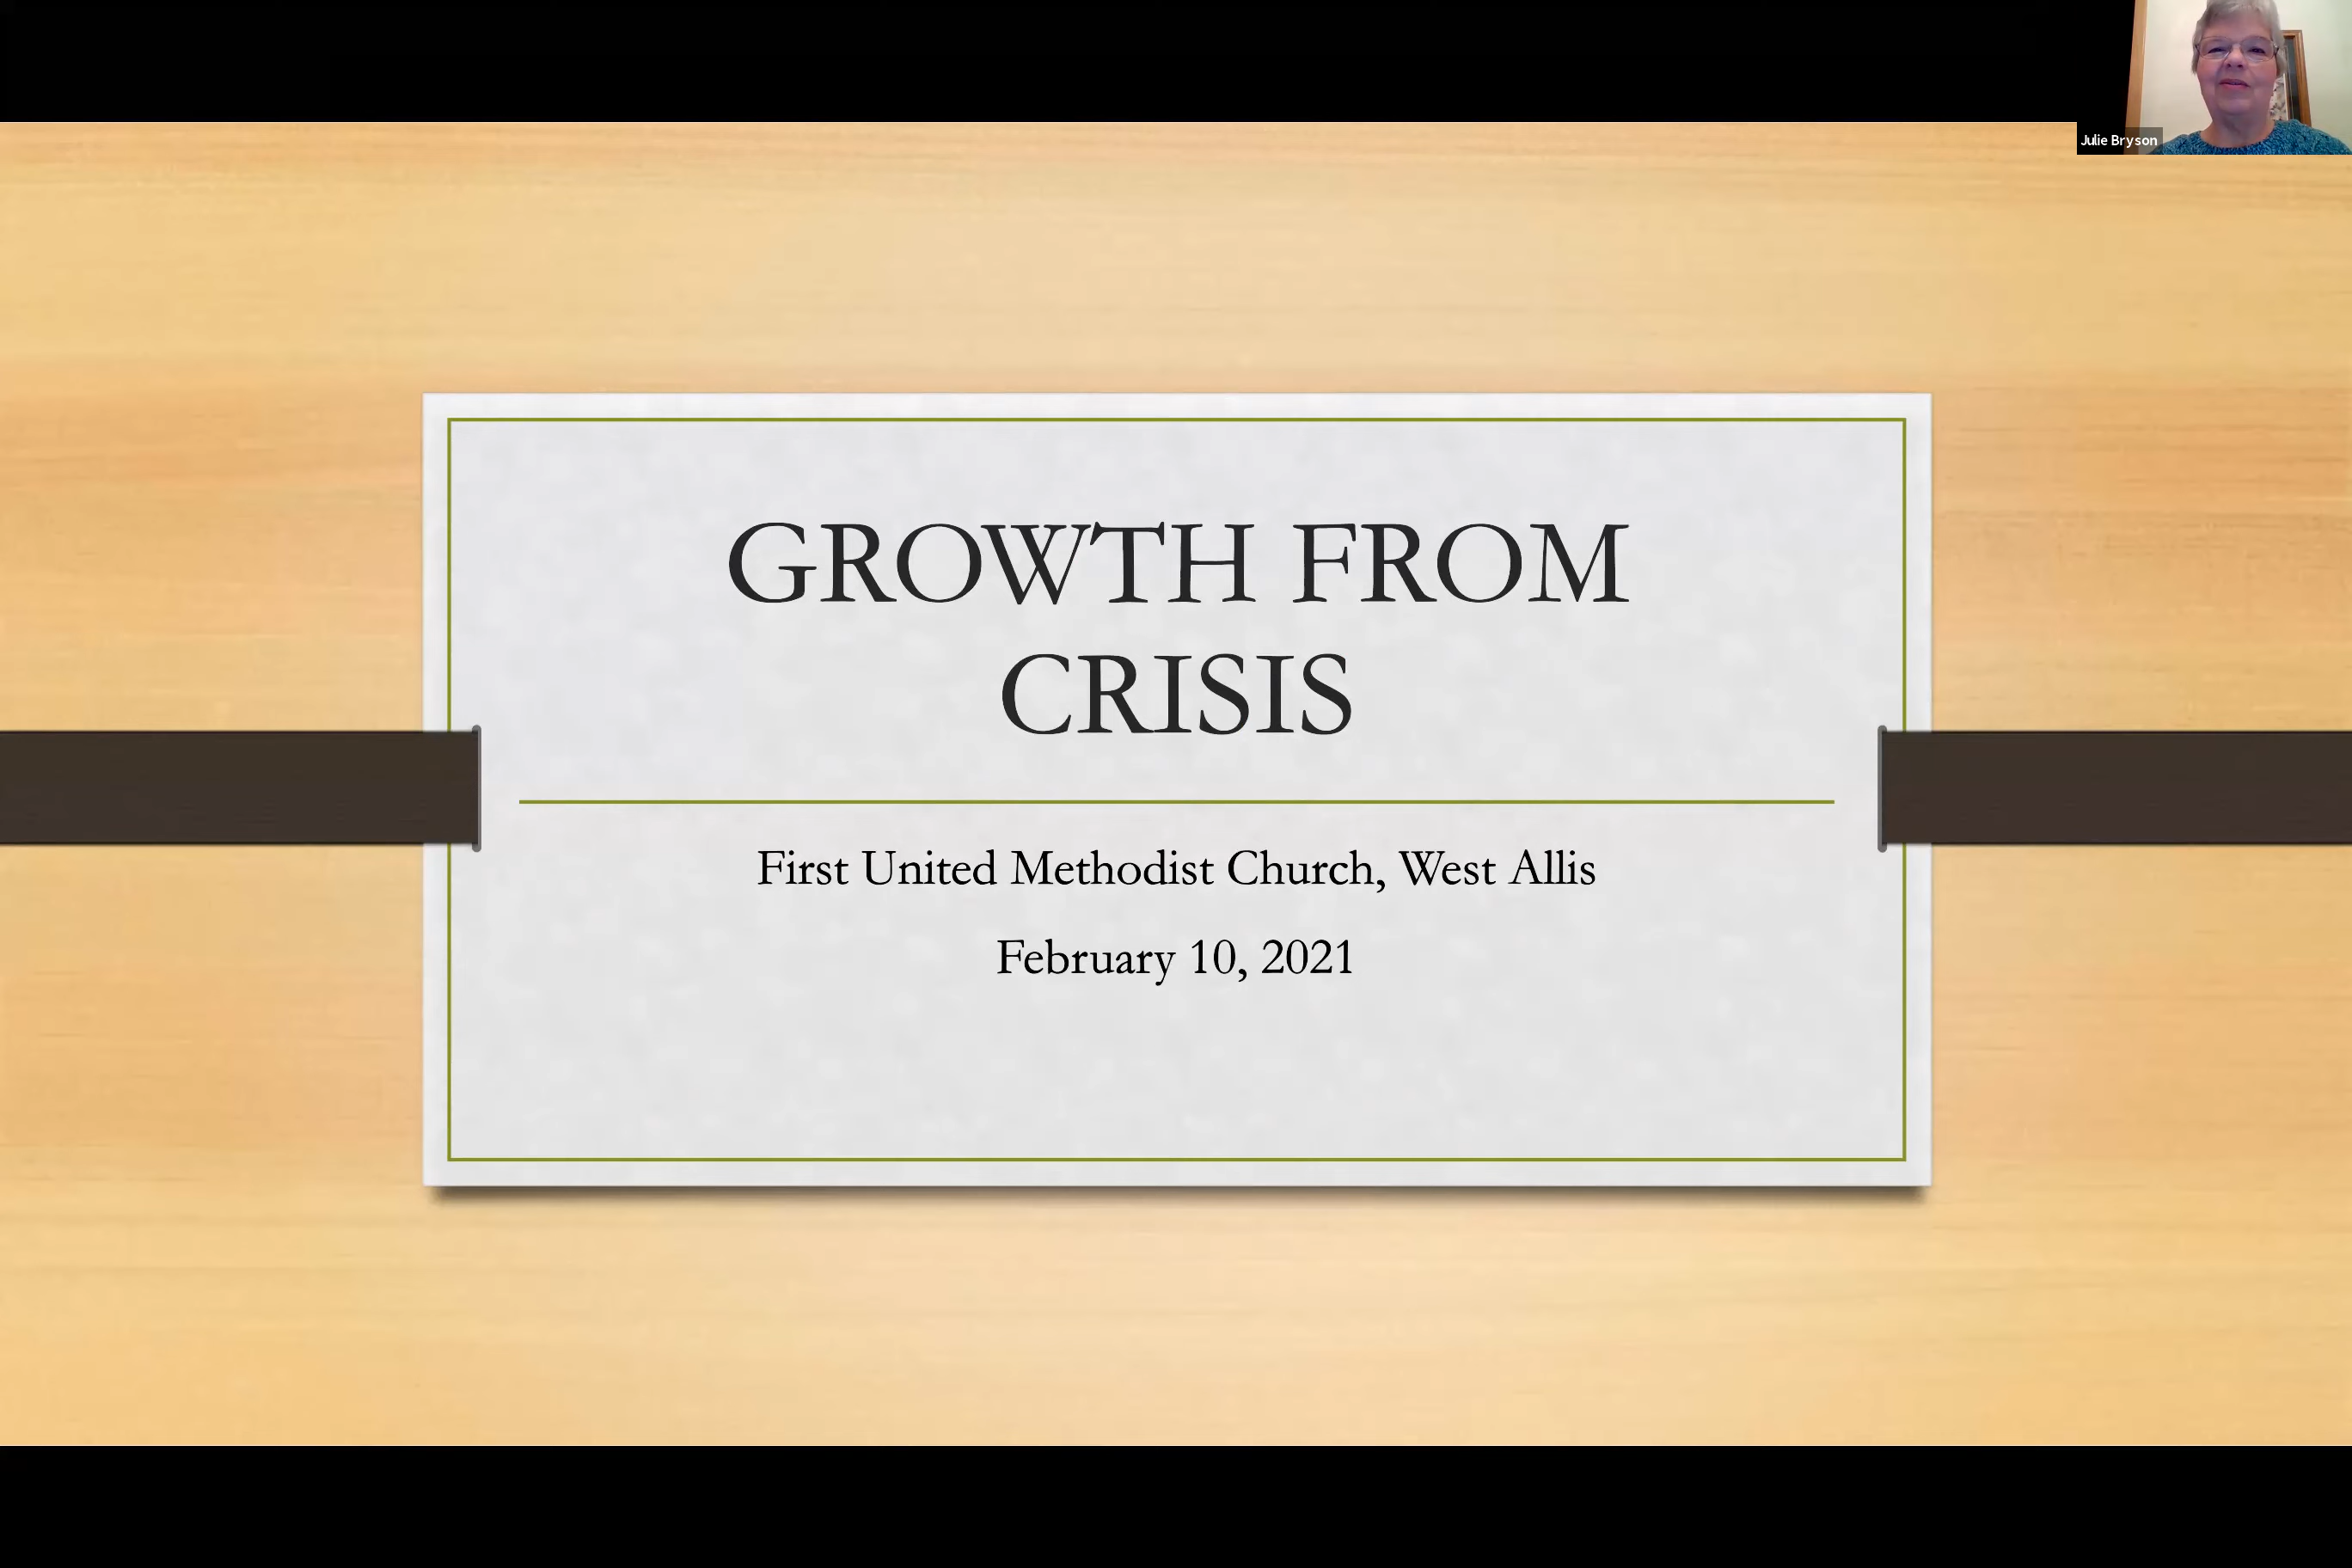 Julie Bryson
GROWTH FROM
CRISIS
First United Methodist Church, West Allis
February 10, 2021